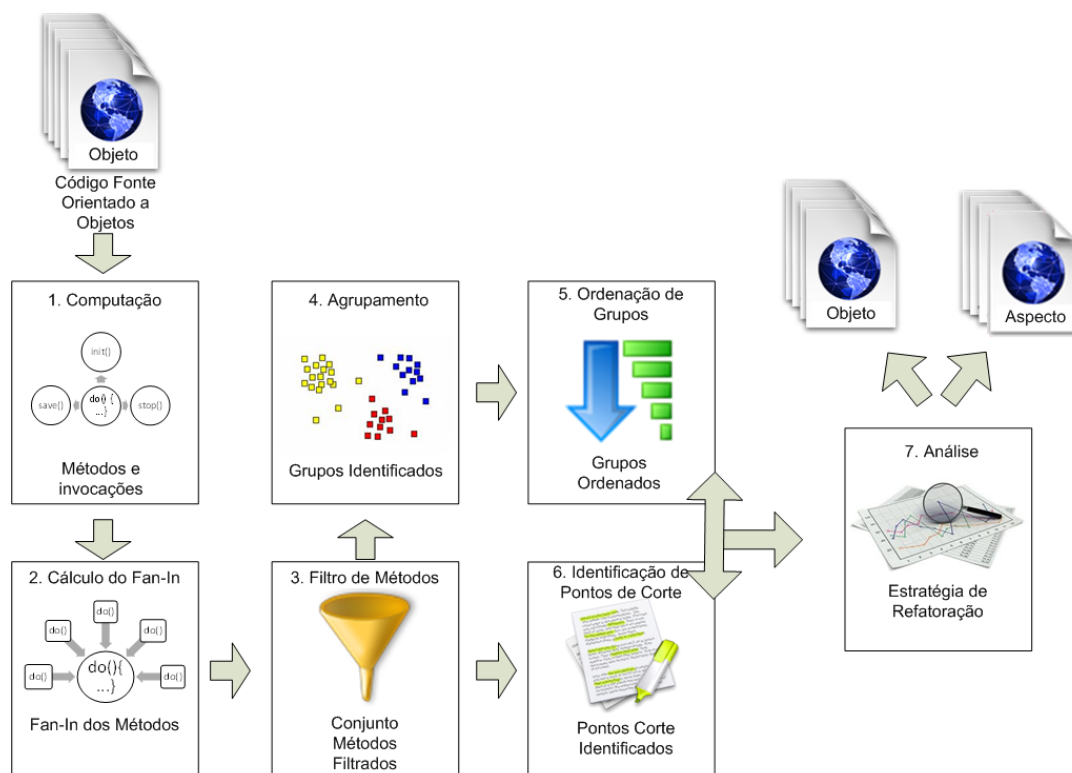 Objeto
Código Fonte
Orientado a
Objetos
1. Computação
init()
save()
do() {
...}
stop()
Métodos e
invocações
2. Cálculo do Fan-In
do()
do()
do()
do()
do()
do(){
...}
Fan-In dos Métodos
3. Filtro de Métodos
Conjunto
Métodos
Filtrados
4. Agrupamento
Grupos Identificados
5. Ordenação de
Grupos
Grupos
Ordenados
6. Identificação de
Pontos de Corte
Pontos Corte
Identificados
7. Análise
Estratégia de
Refatoração
Objeto
Aspecto